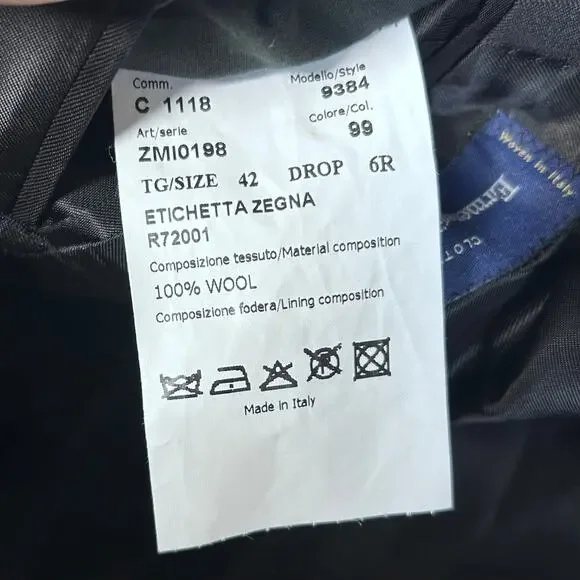 Comm.
C 1118
Modello/Style
9384
Art/serie
ZMI0198
Colore/Col.
99
TG/SIZE 42 DROP 6R
ETICHETTA ZEGNA
R72001
Composizione tessuto/Material composition
100% WOOL
Composizione fodera/Lining composition
Made in Italy
Woven in Italy